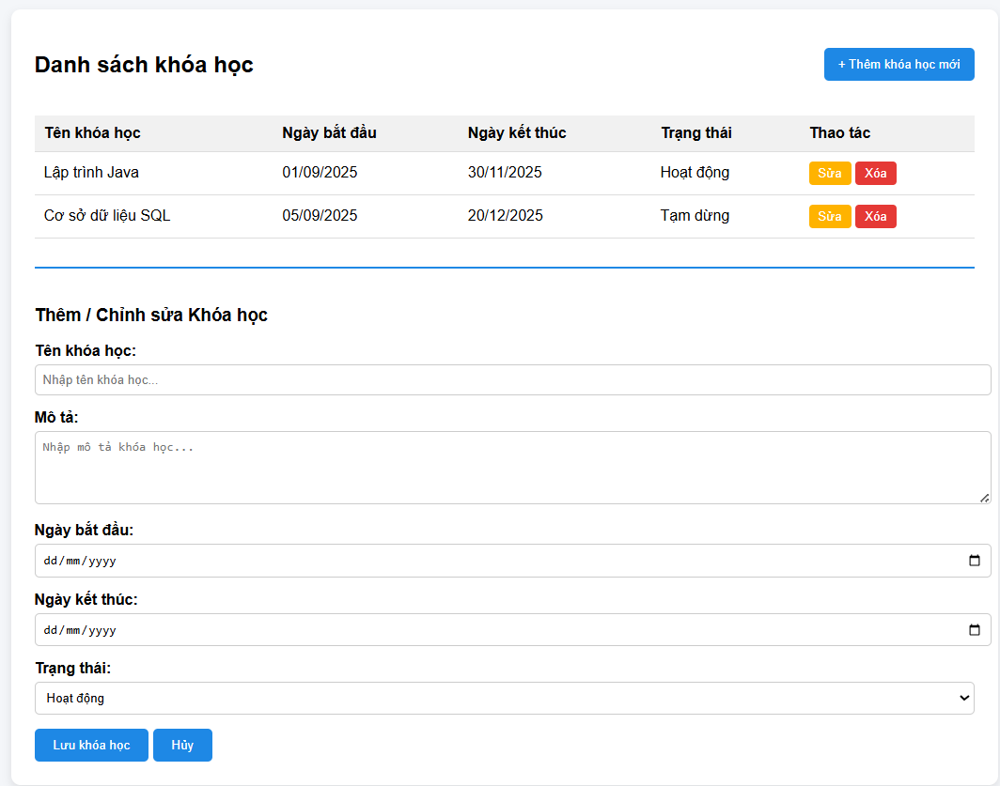 Danh sách khóa học
+ Thêm khóa học mới
Tên khóa học Ngày bắt đầu Ngày kết thúc Trạng thái Thao tác
Lập trình Java 01/09/2025 30/11/2025 Hoạt động Sửa Xóa
Cơ sở dữ liệu SQL 05/09/2025 20/12/2025 Tạm dừng Sửa Xóa
Thêm / Chỉnh sửa Khóa học
Tên khóa học:
Nhập tên khóa học...
Mô tả:
Nhập mô tả khóa học...
Ngày bắt đầu:
dd/mm/yyyy
Ngày kết thúc:
dd/mm/yyyy
Trạng thái:
Hoạt động
Lưu khóa học Hủy